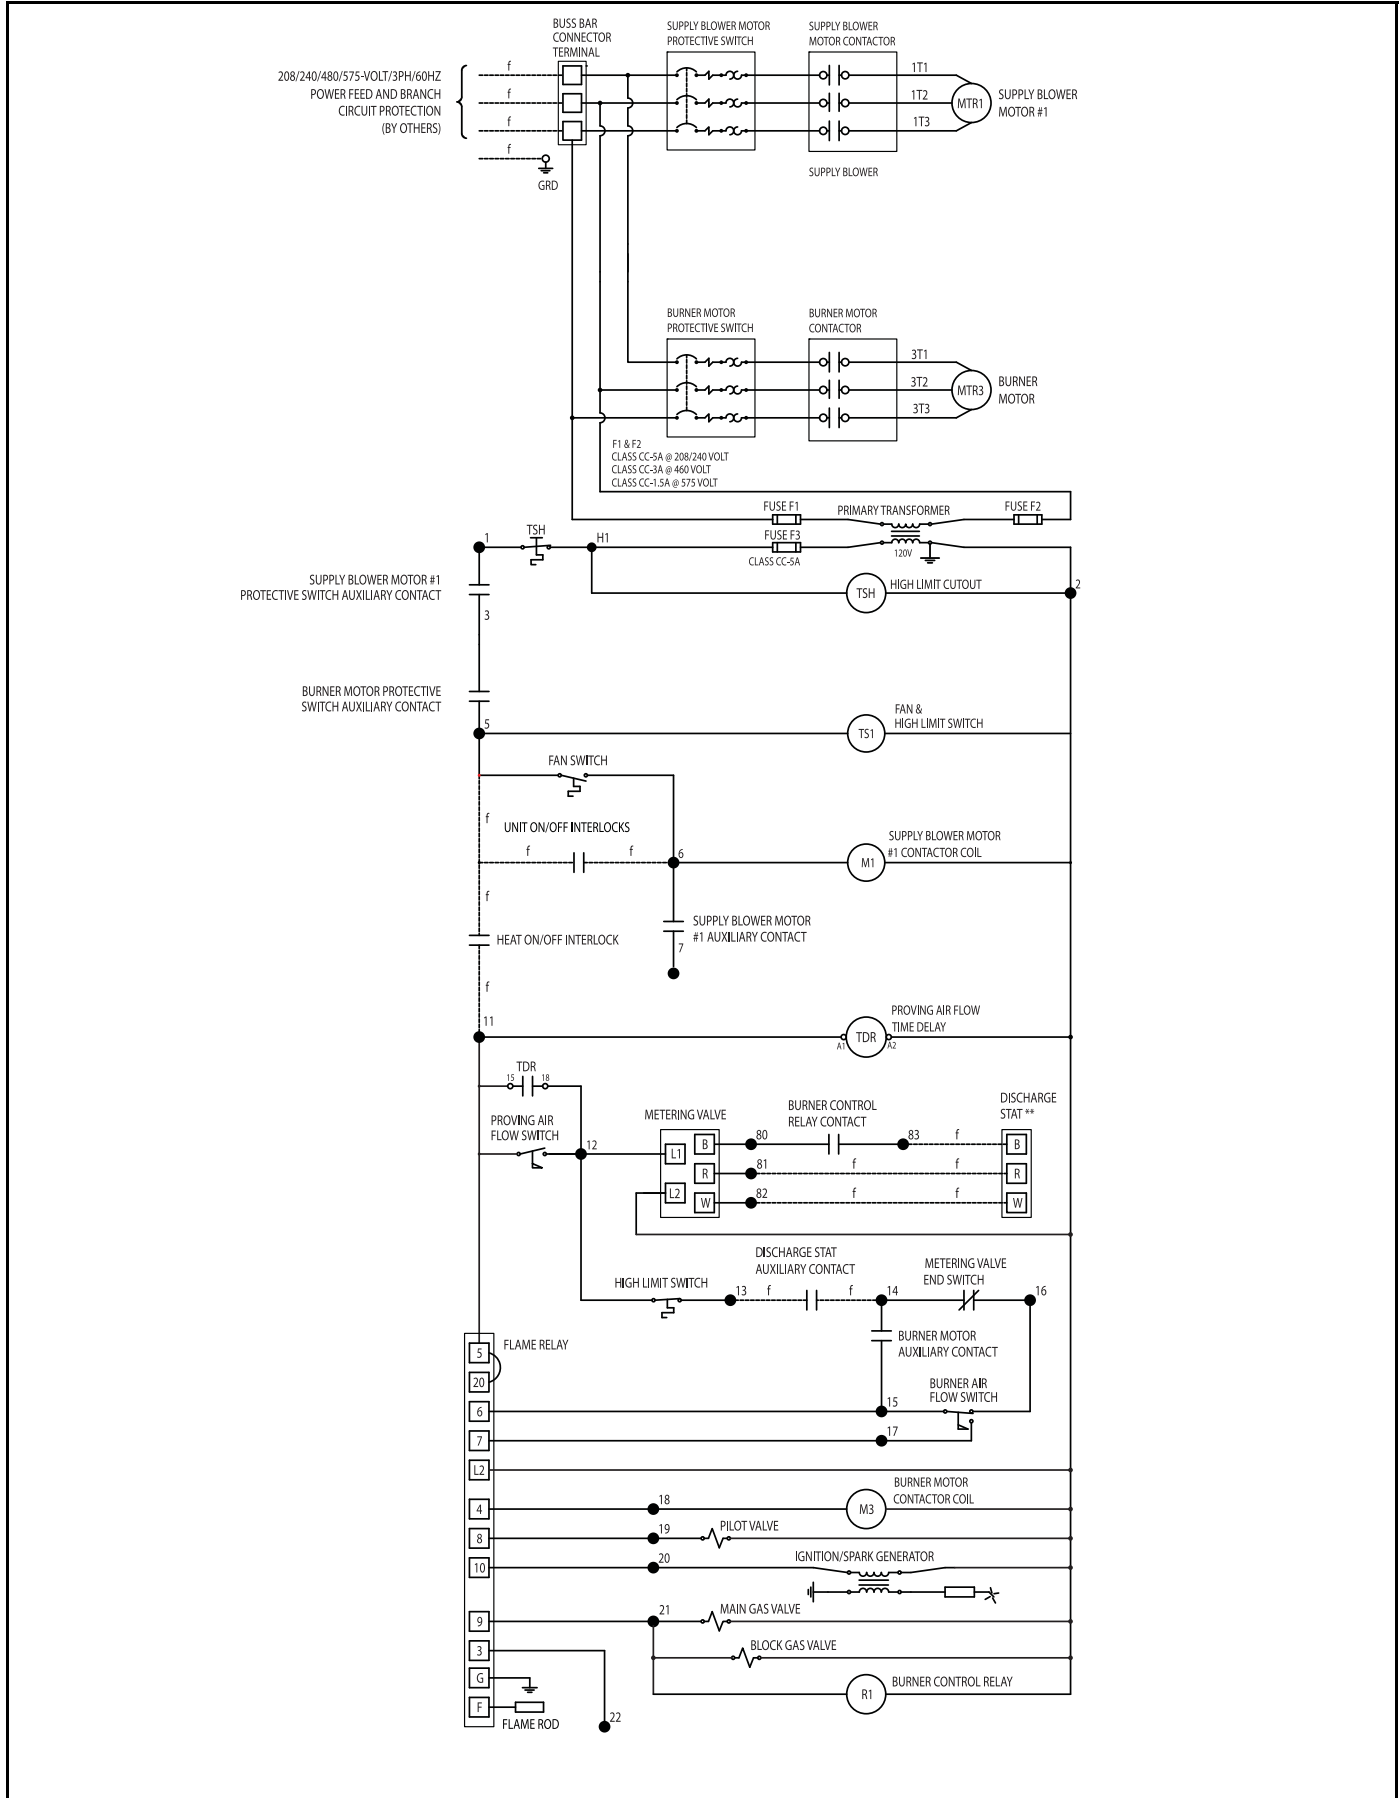 BUSS BAR
CONNECTOR
TERMINAL
SUPPLY BLOWER MOTOR
PROTECTIVE SWITCH
SUPPLY BLOWER
MOTOR CONTACTOR
208/240/480/575-VOLT/3PH/60HZ
POWER FEED AND BRANCH
CIRCUIT PROTECTION
(BY OTHERS)
f
f
f
f
GRD
1T1
1T2
1T3
MTR1
SUPPLY BLOWER
MOTOR #1
SUPPLY BLOWER
BURNER MOTOR
PROTECTIVE SWITCH
BURNER MOTOR
CONTACTOR
3T1
3T2
3T3
MTR3
BURNER
MOTOR
F1 & F2
CLASS CC-5A @ 208/240 VOLT
CLASS CC-3A @ 460 VOLT
CLASS CC-1.5A @ 575 VOLT
FUSE F1
PRIMARY TRANSFORMER
FUSE F2
1
TSH
H1
FUSE F3
CLASS CC-5A
120V
SUPPLY BLOWER MOTOR #1
PROTECTIVE SWITCH AUXILIARY CONTACT
TSH
HIGH LIMIT CUTOUT
2
3
BURNER MOTOR PROTECTIVE
SWITCH AUXILIARY CONTACT
5
TS1
FAN &
HIGH LIMIT SWITCH
FAN SWITCH
f
UNIT ON/OFF INTERLOCKS
f
f
6
M1
SUPPLY BLOWER MOTOR
#1 CONTACTOR COIL
f
HEAT ON/OFF INTERLOCK
SUPPLY BLOWER MOTOR
#1 AUXILIARY CONTACT
7
f
11
A1
TDR
A2
PROVING AIR FLOW
TIME DELAY
TDR
15
18
PROVING AIR
FLOW SWITCH
12
METERING VALVE
L1
L2
B
R
W
80
81
82
BURNER CONTROL
RELAY CONTACT
83
f
f
f
f
f
DISCHARGE
STAT **
B
R
W
HIGH LIMIT SWITCH
13
f
DISCHARGE STAT
AUXILIARY CONTACT
f
14
METERING VALVE
END SWITCH
16
BURNER MOTOR
AUXILIARY CONTACT
BURNER AIR
FLOW SWITCH
FLAME RELAY
5
20
6
15
7
17
L2
4
18
M3
BURNER MOTOR
CONTACTOR COIL
8
19
PILOT VALVE
10
20
IGNITION/SPARK GENERATOR
9
21
MAIN GAS VALVE
3
BLOCK GAS VALVE
G
R1
BURNER CONTROL RELAY
F
FLAME ROD
22